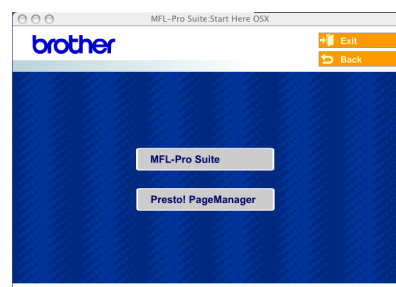 MFL-Pro Suite:Start Here OSX
brother
Exit
Back
MFL-Pro Suite
Presto! PageManager